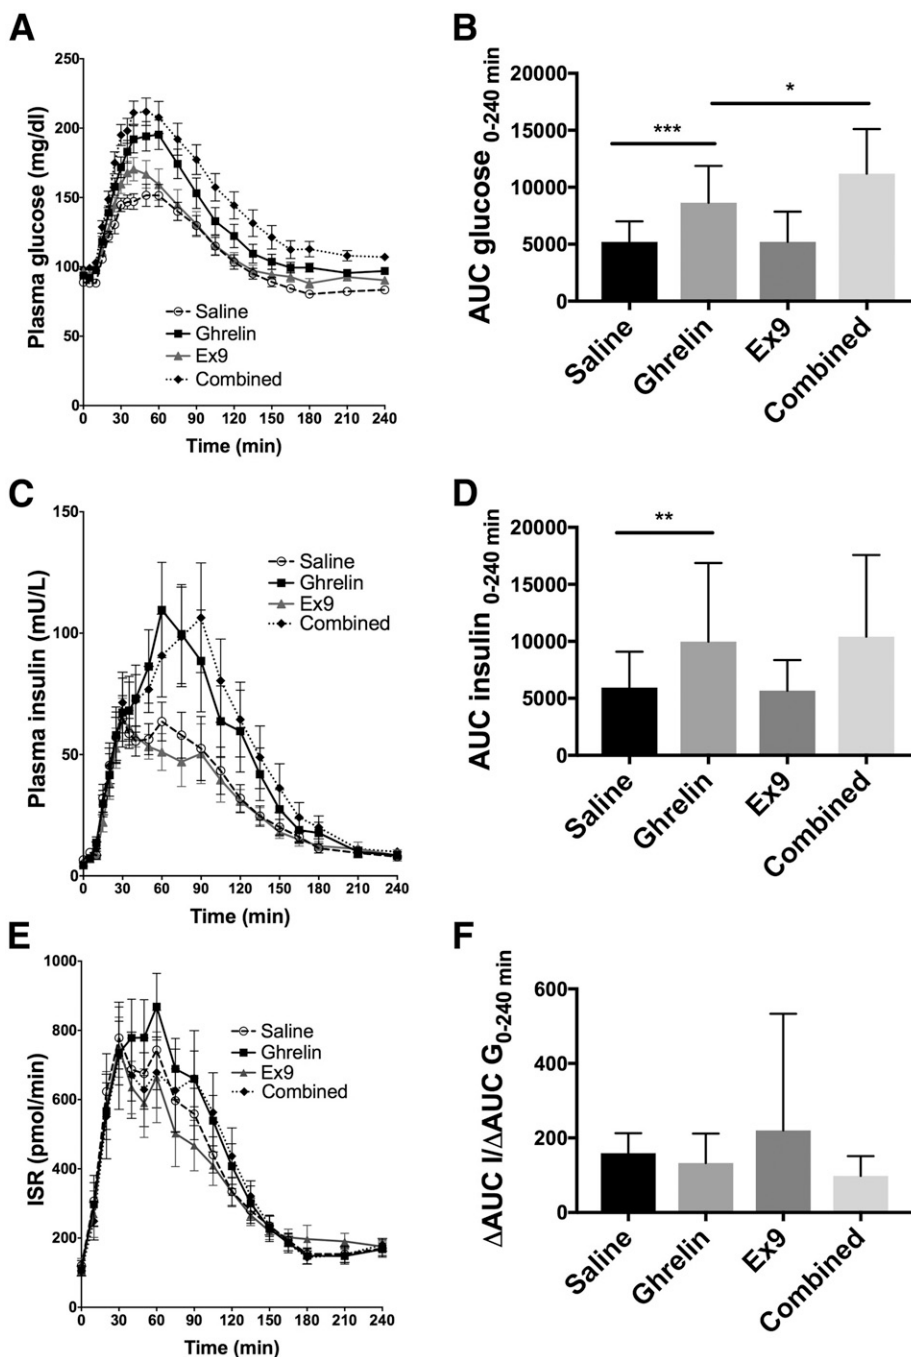 A
Plasma glucose (mg/dl)
250
200
150
100
50
0
Saline
Ghrelin
Ex9
Combined
0 30 60 90 120 150 180 210 240
Time (min)
B
AUC glucose 0-240 min
20000
15000
10000
5000
0
***
*
Saline
Ghrelin
Ex9
Combined
C
Plasma insulin (mU/L)
150
100
50
0
Saline
Ghrelin
Ex9
Combined
0 30 60 90 120 150 180 210 240
Time (min)
D
AUC insulin 0-240 min
20000
15000
10000
5000
0
**
Saline
Ghrelin
Ex9
Combined
E
ISR (pmol/min)
1000
800
600
400
200
0
Saline
Ghrelin
Ex9
Combined
0 30 60 90 120 150 180 210 240
Time (min)
F
ΔAUC I/ΔAUC G0-240 min
600
400
200
0
Saline
Ghrelin
Ex9
Combined